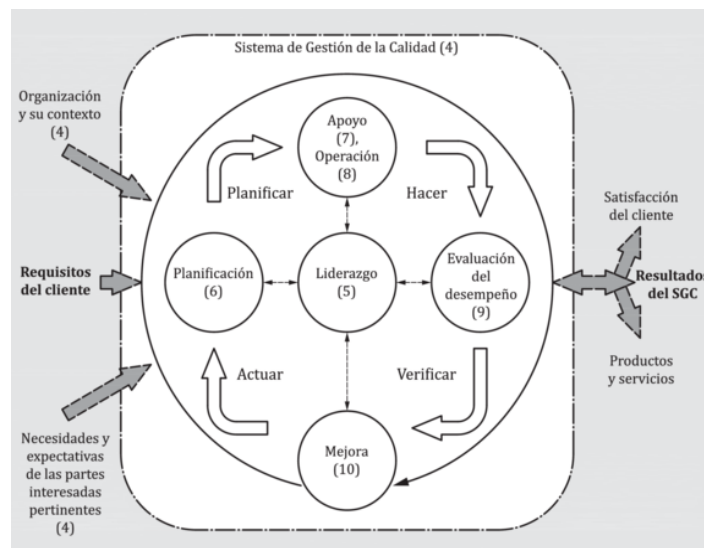 Sistema de Gestión de la Calidad (4)
Organización
y su contexto
(4)
Apoyo
(7),
Operación
(8)
Planificar
Hacer
Satisfacción
del cliente
Requisitos
del cliente
Planificación
(6)
Liderazgo
(5)
Evaluación
del
desempeño
(9)
Resultados
del SGC
Actuar
Verificar
Productos
y servicios
Necesidades y
expectativas
de las partes
interesadas
pertinentes
(4)
Mejora
(10)